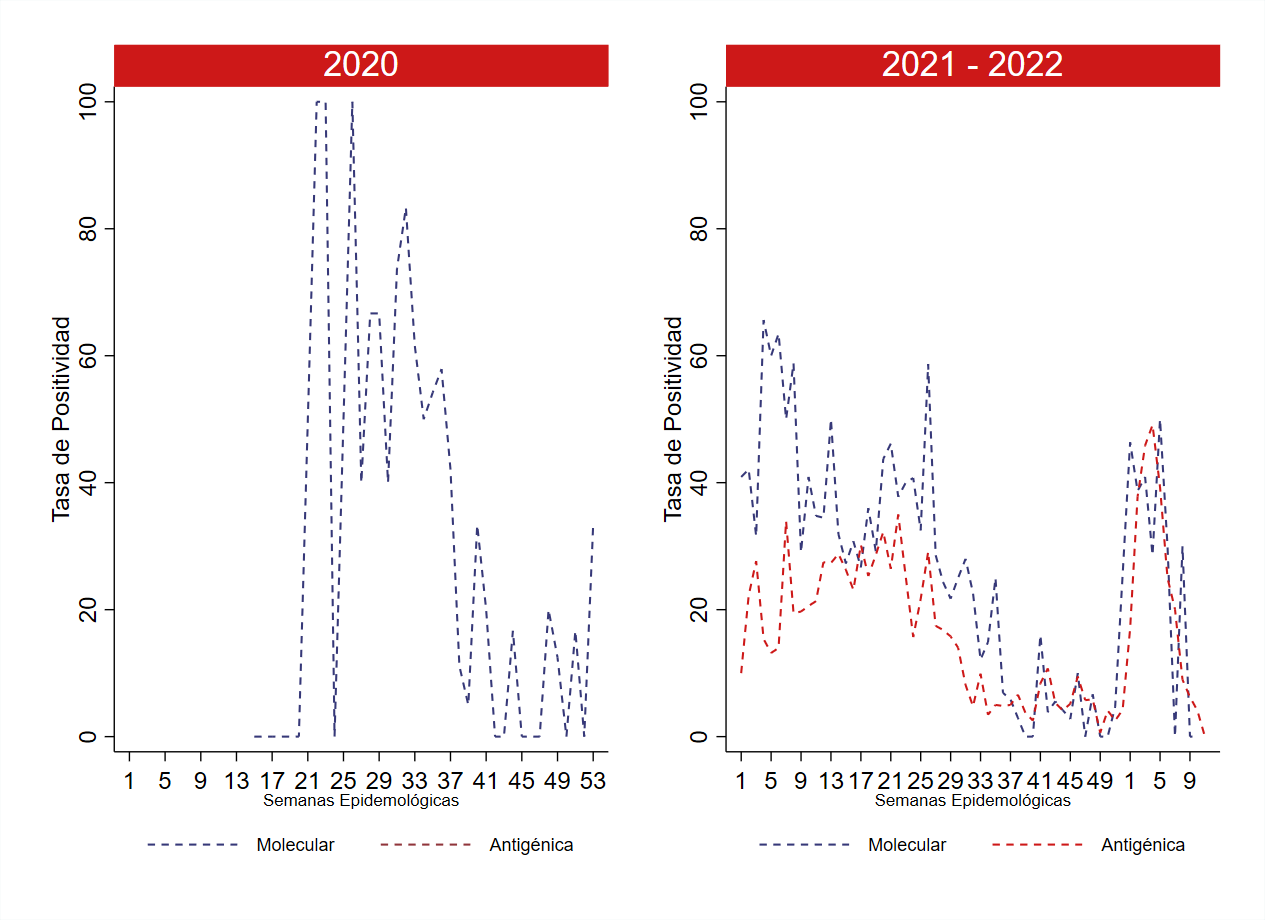 2020
100
80
60
40
20
0
Tasa de Positividad
1 5 9 13 17 21 25 29 33 37 41 45 49 53
Semanas Epidemológicas
Molecular Antigénica
2021 - 2022
100
80
60
40
20
0
Tasa de Positividad
1 5 9 13 17 21 25 29 33 37 41 45 49 1 5 9
Semanas Epidemológicas
Molecular Antigénica